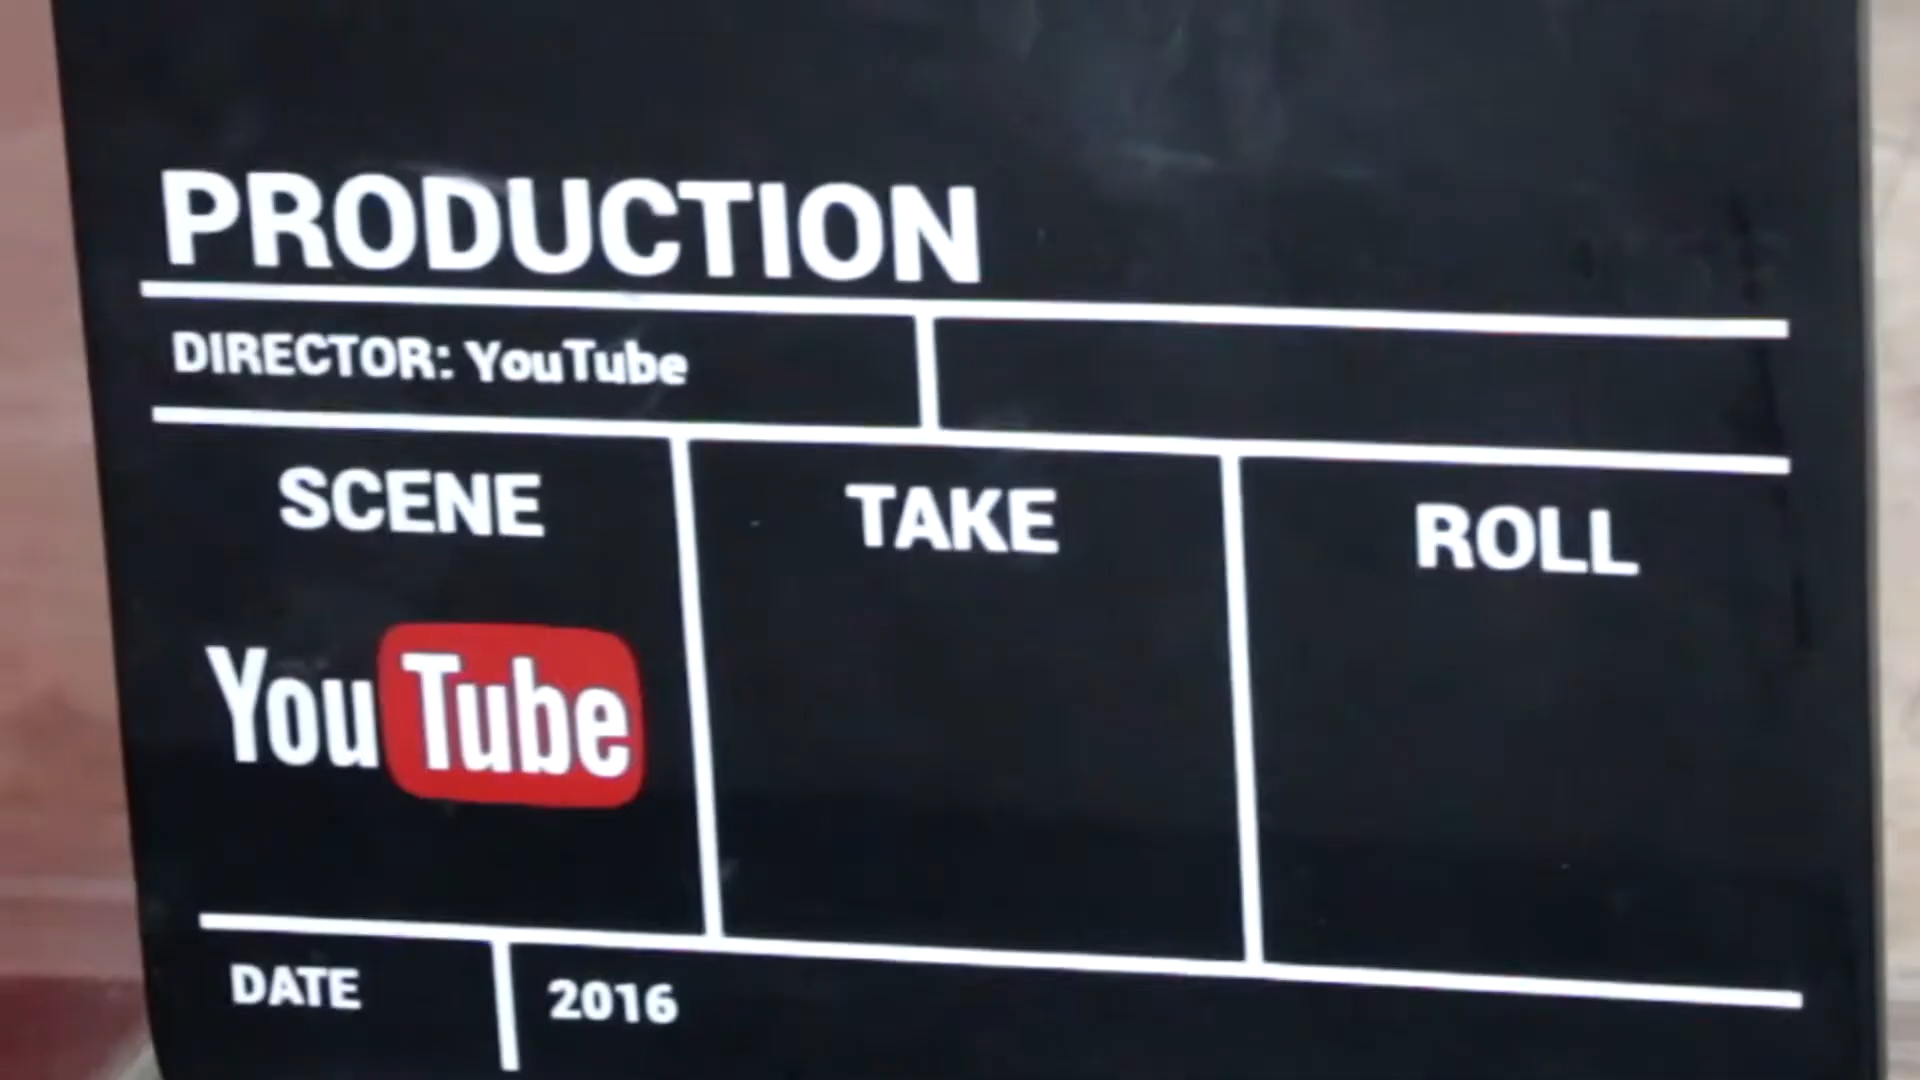 PRODUCTION
DIRECTOR: YouTube
SCENE TAKE ROLL
YouTube
DATE 2016